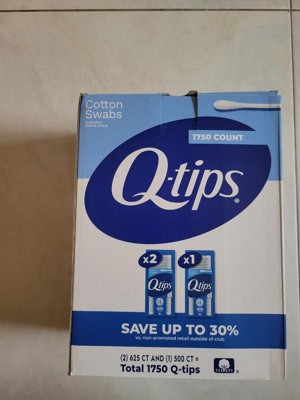 Cotton
Swabs
1750 COUNT
Q-tips®
x2
x1
Q-tips
Q-tips
SAVE UP TO 30%
vs. non-promoted retail outside of club.
(2) 625 CT AND (1) 500 CT =
Total 1750 Q-tips